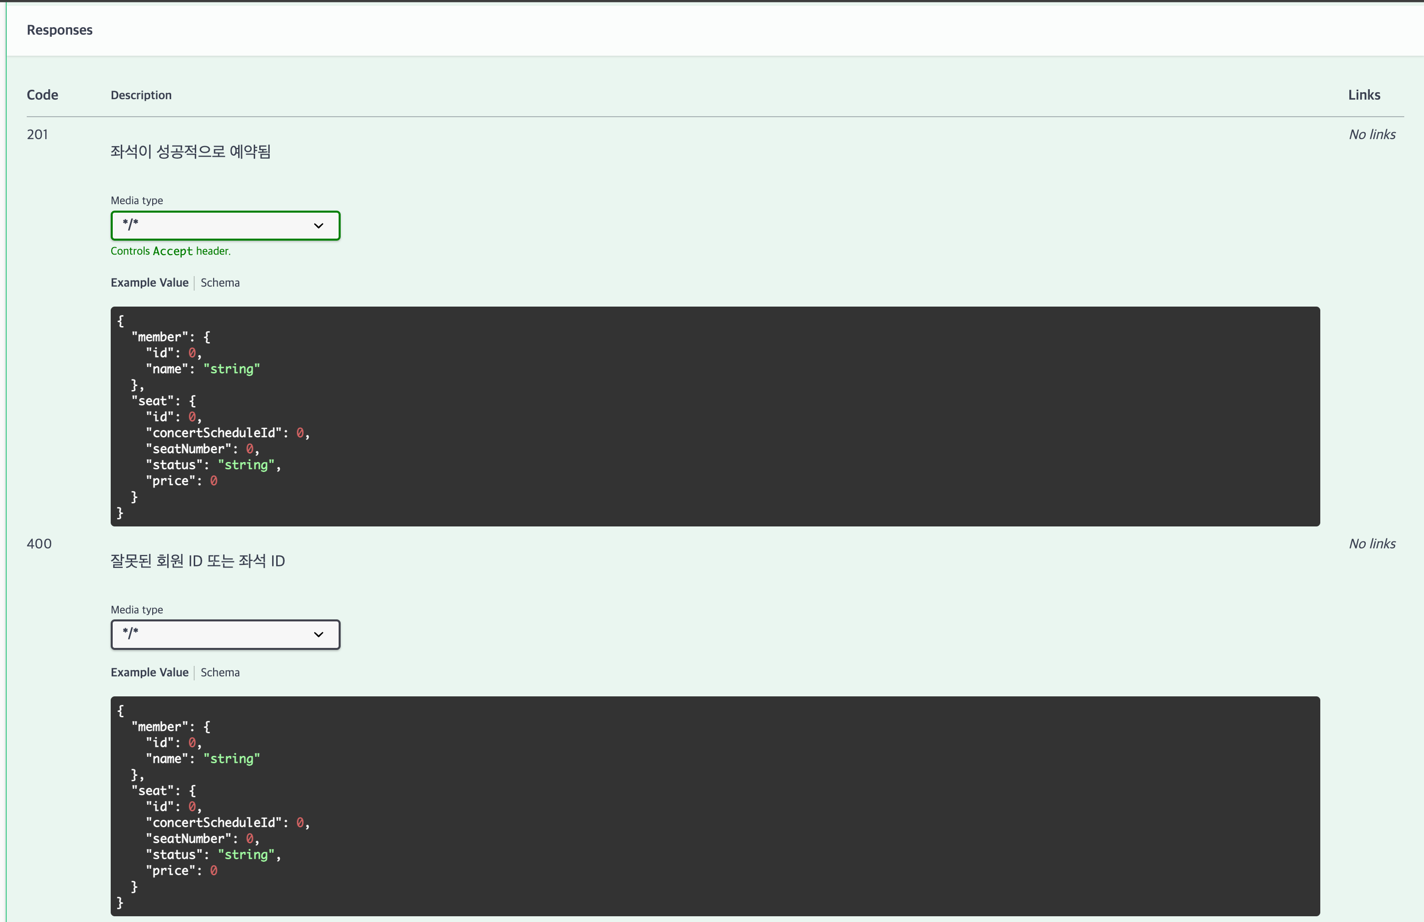 Responses
Code Description Links
201 No links
좌석이 성공적으로 예약됨
Media type
*/*
Controls Accept header.
Example Value Schema
{
  "member": {
    "id": 0,
    "name": "string"
  },
  "seat": {
    "id": 0,
    "concertScheduleId": 0,
    "seatNumber": 0,
    "status": "string",
    "price": 0
  }
}
400 No links
잘못된 회원 ID 또는 좌석 ID
Media type
*/*
Example Value Schema
{
  "member": {
    "id": 0,
    "name": "string"
  },
  "seat": {
    "id": 0,
    "concertScheduleId": 0,
    "seatNumber": 0,
    "status": "string",
    "price": 0
  }
}